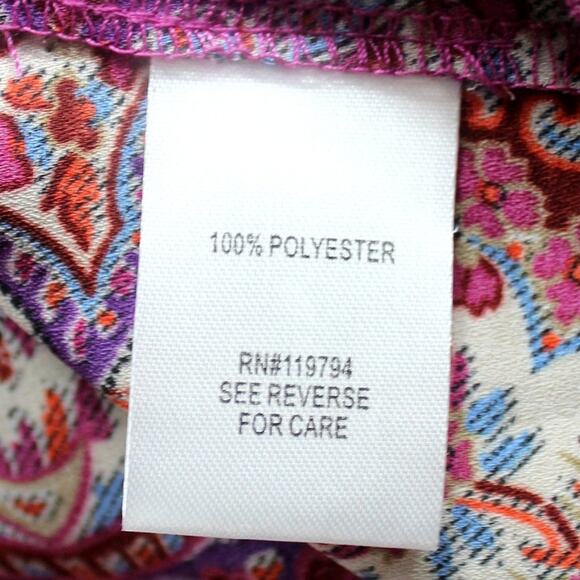 100% POLYESTER
RN#119794
SEE REVERSE
FOR CARE